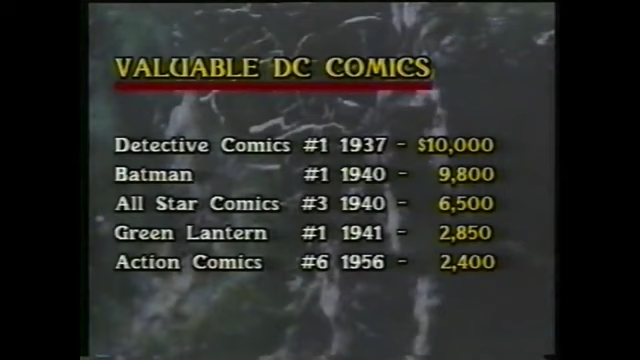 VALUABLE DC COMICS
Detective Comics #1 1937 - $10,000
Batman #1 1940 - 9,800
All Star Comics #3 1940 - 6,500
Green Lantern #1 1941 - 2,850
Action Comics #6 1956 - 2,400